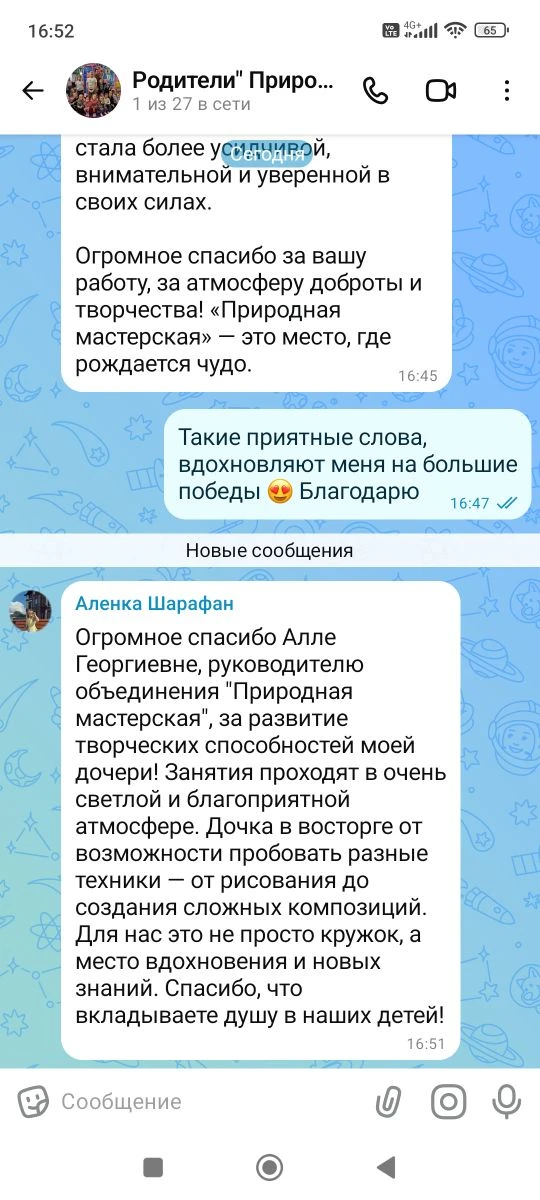 16:52
Vo
LTE
4G+
65
Родители" Приро...
1 из 27 в сети
стала более усидчивой,
Сегодня
внимательной и уверенной в
своих силах.
Огромное спасибо за вашу
работу, за атмосферу доброты и
творчества! «Природная
мастерская» — это место, где
рождается чудо.
16:45
Такие приятные слова,
вдохновляют меня на большие
победы 😍 Благодарю
16:47
Новые сообщения
Аленка Шарафан
Огромное спасибо Алле
Георгиевне, руководителю
объединения "Природная
мастерская", за развитие
творческих способностей моей
дочери! Занятия проходят в очень
светлой и благоприятной
атмосфере. Дочка в восторге от
возможности пробовать разные
техники — от рисования до
создания сложных композиций.
Для нас это не просто кружок, а
место вдохновения и новых
знаний. Спасибо, что
вкладываете душу в наших детей!
16:51
Сообщение